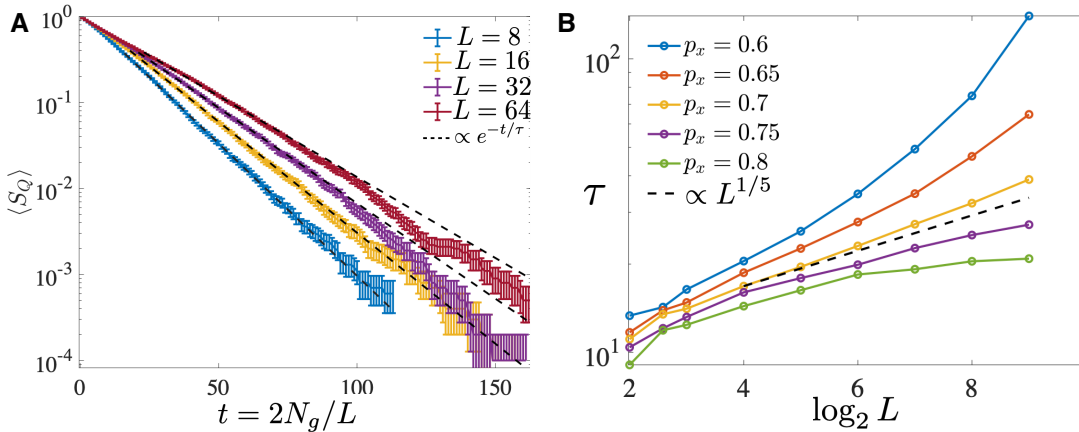 A
10^0
10^-1
10^-2
10^-3
10^-4
⟨S_Q⟩
0 50 100 150
t = 2N_g/L
L = 8
L = 16
L = 32
L = 64
∝ e^{-t/τ}
B
10^2
10^1
τ
2 4 6 8
log_2 L
p_x = 0.6
p_x = 0.65
p_x = 0.7
p_x = 0.75
p_x = 0.8
∝ L^{1/5}